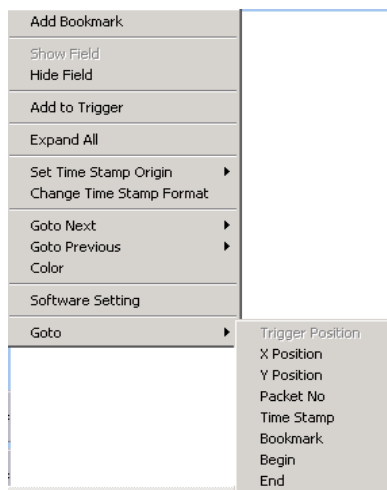 Add Bookmark
Show Field
Hide Field
Add to Trigger
Expand All
Set Time Stamp Origin
Change Time Stamp Format
Goto Next
Goto Previous
Color
Software Setting
Goto
Trigger Position
X Position
Y Position
Packet No
Time Stamp
Bookmark
Begin
End